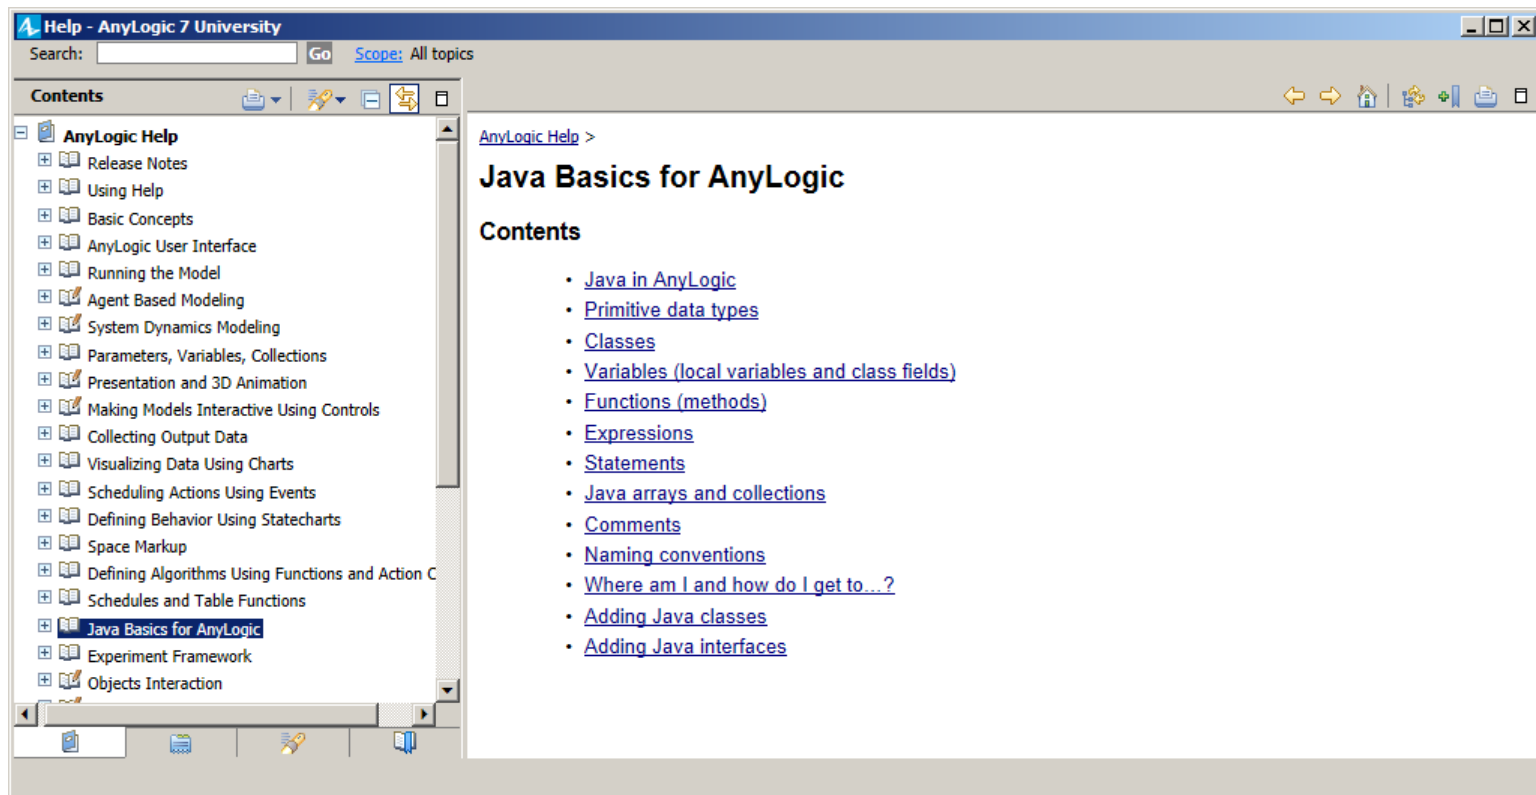 Help - AnyLogic 7 University
Search: Go Scope: All topics
Contents
AnyLogic Help
Release Notes
Using Help
Basic Concepts
AnyLogic User Interface
Running the Model
Agent Based Modeling
System Dynamics Modeling
Parameters, Variables, Collections
Presentation and 3D Animation
Making Models Interactive Using Controls
Collecting Output Data
Visualizing Data Using Charts
Scheduling Actions Using Events
Defining Behavior Using Statecharts
Space Markup
Defining Algorithms Using Functions and Action C
Schedules and Table Functions
Java Basics for AnyLogic
Experiment Framework
Objects Interaction
AnyLogic Help >
Java Basics for AnyLogic
Contents
• Java in AnyLogic
• Primitive data types
• Classes
• Variables (local variables and class fields)
• Functions (methods)
• Expressions
• Statements
• Java arrays and collections
• Comments
• Naming conventions
• Where am I and how do I get to…?
• Adding Java classes
• Adding Java interfaces